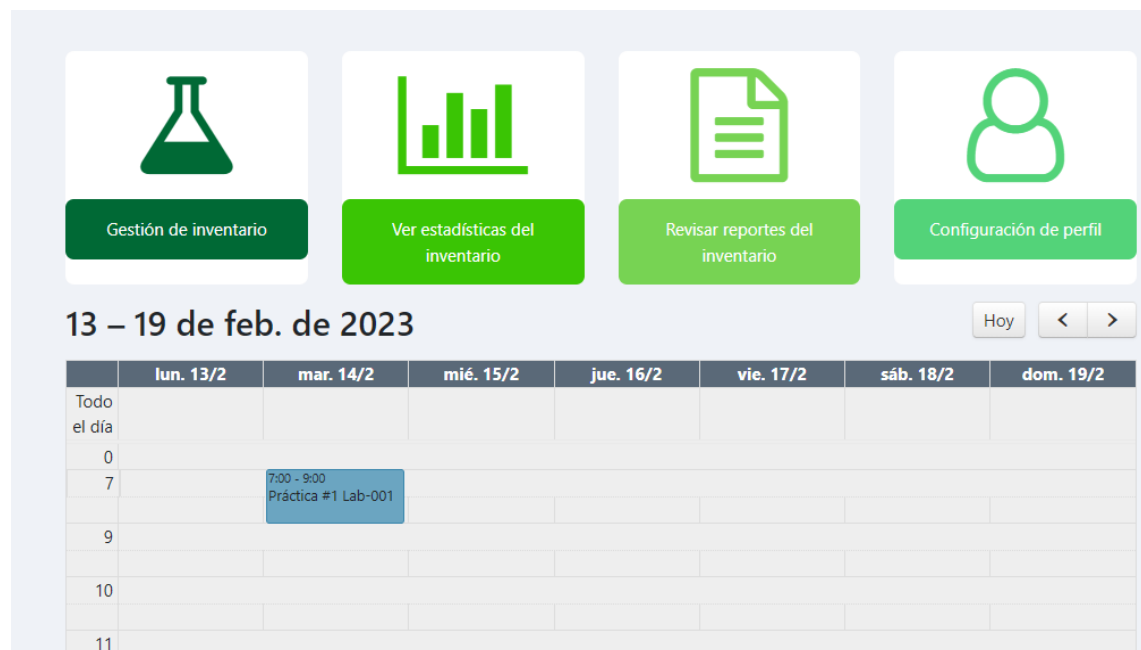 Gestión de inventario
Ver estadísticas del
inventario
Revisar reportes del
inventario
Configuración de perfil
13 – 19 de feb. de 2023
Hoy
lun. 13/2 mar. 14/2 mié. 15/2 jue. 16/2 vie. 17/2 sáb. 18/2 dom. 19/2
Todo
el día
0
7
7:00 - 9:00
Práctica #1 Lab-001
9
10
11